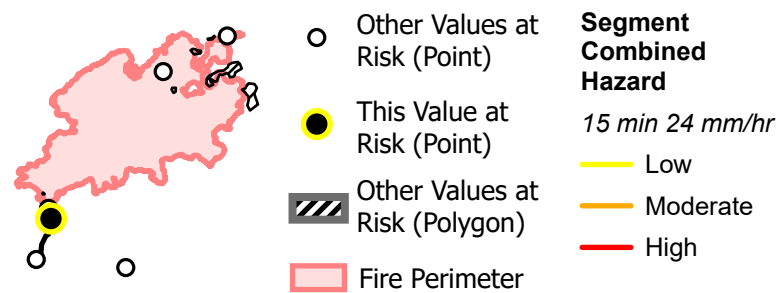 Other Values at
Risk (Point)
This Value at
Risk (Point)
Other Values at
Risk (Polygon)
Fire Perimeter
Segment
Combined
Hazard
15 min 24 mm/hr
Low
Moderate
High